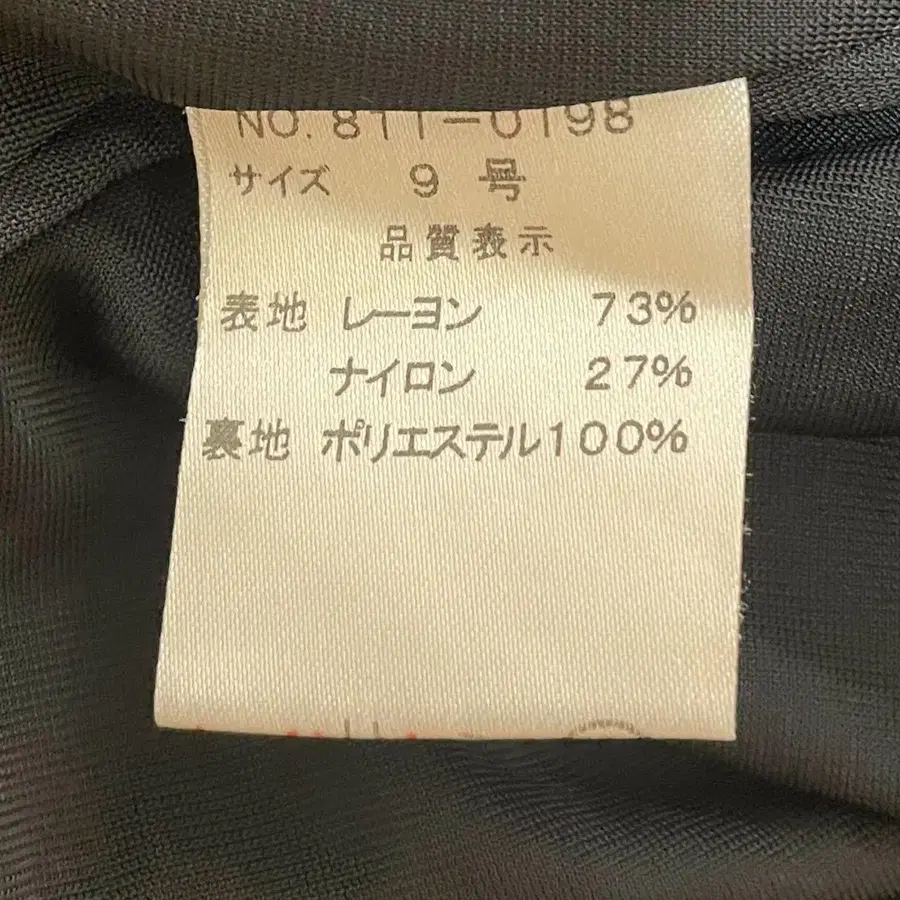 NO. 811-0198
サイズ 9 号
品質表示
表地 レーヨン 73%
ナイロン 27%
裏地 ポリエステル100%